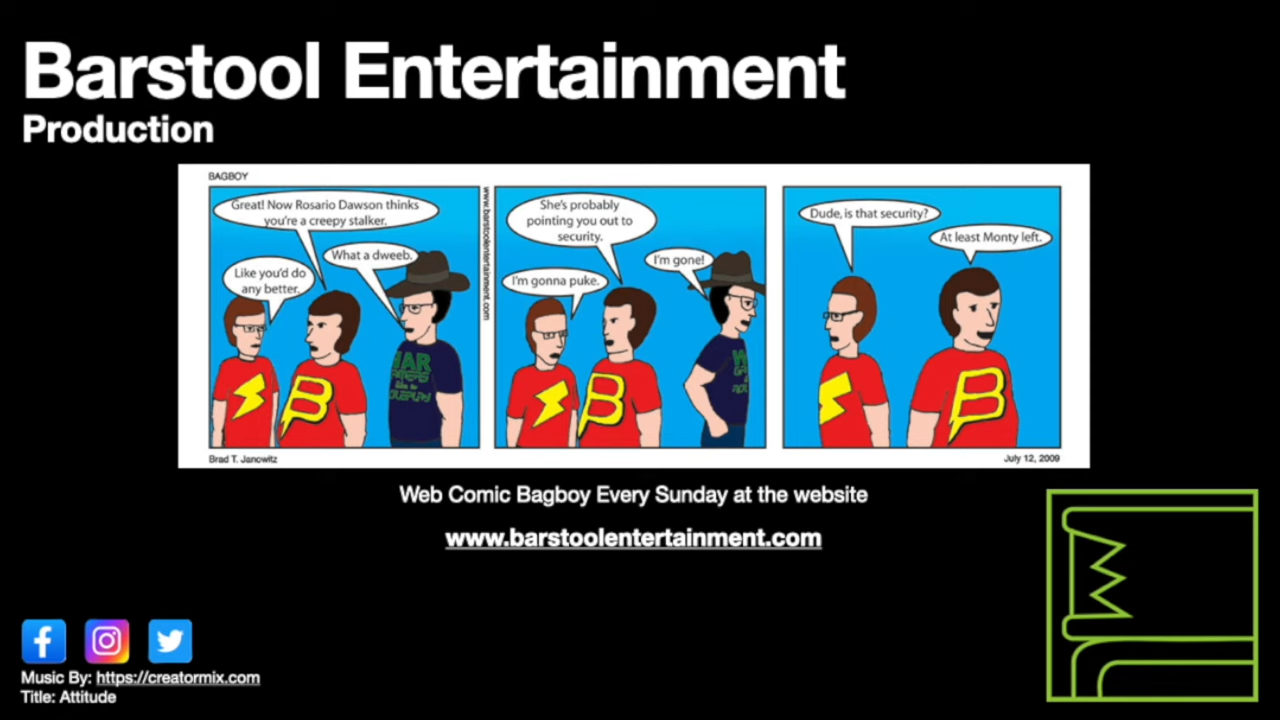 Barstool Entertainment
Production
BAGBOY
Great! Now Rosario Dawson thinks
you're a creepy stalker.
What a dweeb.
Like you'd do
any better.
www.barstoolentertainment.com
She's probably
pointing you out to
security.
I'm gonna puke.
I'm gone!
Dude, is that security?
At least Monty left.
B
B
B
Brad T. Janowitz
July 12, 2009
Web Comic Bagboy Every Sunday at the website
www.barstoolentertainment.com
Music By: https://creatormix.com
Title: Attitude